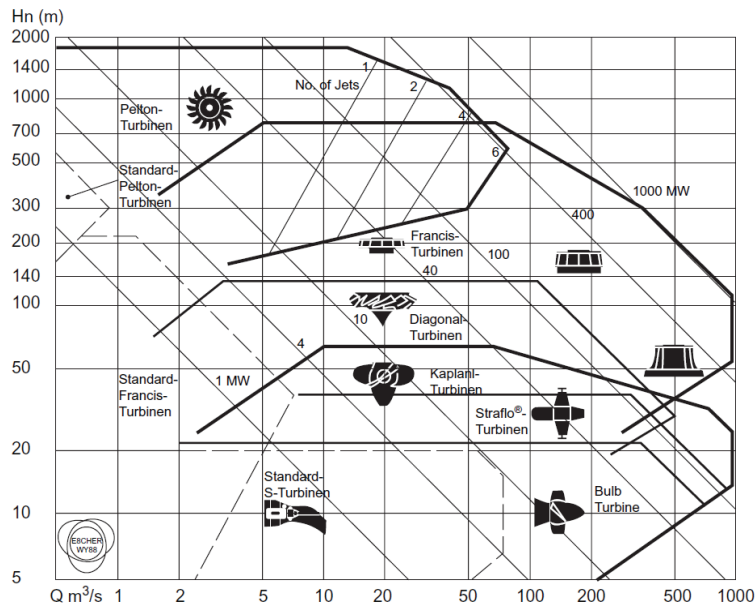 Hn (m)
2000
1400
1000
700
500
300
200
140
100
50
20
10
5
No. of Jets
1
2
4
6
Pelton-
Turbinen
Standard-
Pelton-
Turbinen
1000 MW
400
100
40
10
4
1 MW
Francis-
Turbinen
Diagonal-
Turbinen
Kaplanl-
Turbinen
Standard-
Francis-
Turbinen
Straflo®-
Turbinen
Standard-
S-Turbinen
Bulb
Turbine
E8CHER
WY88
Q m³/s 1 2 5 10 20 50 100 200 500 1000